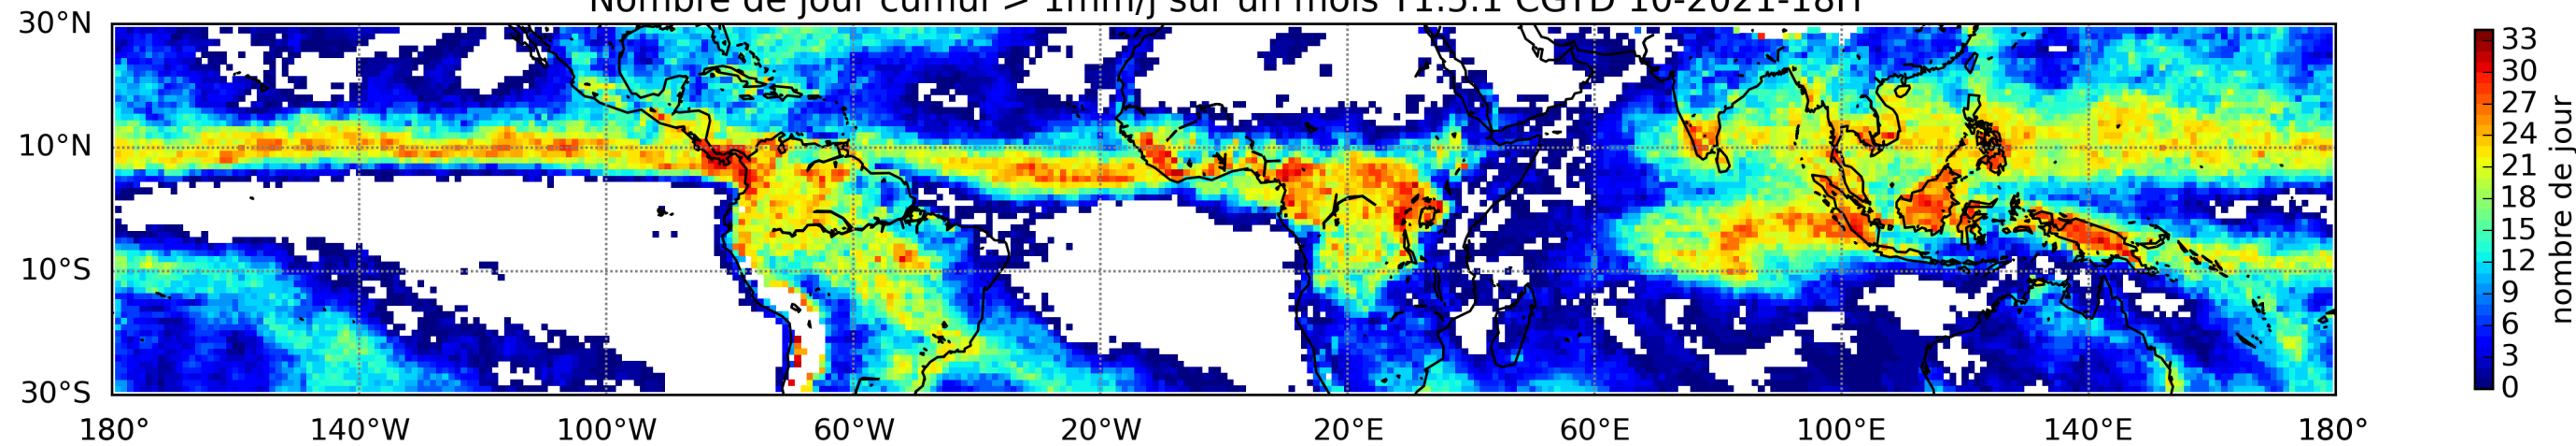 Nombre de jour cumul > 1mm/j sur un mois T1.5.1 CGTD 10-2021-18H
30°N
10°N
10°S
30°S
180° 140°W 100°W 60°W 20°W 20°E 60°E 100°E 140°E 180°
33
30
27
24
21
18
15
12
9
6
3
0
nombre de jour